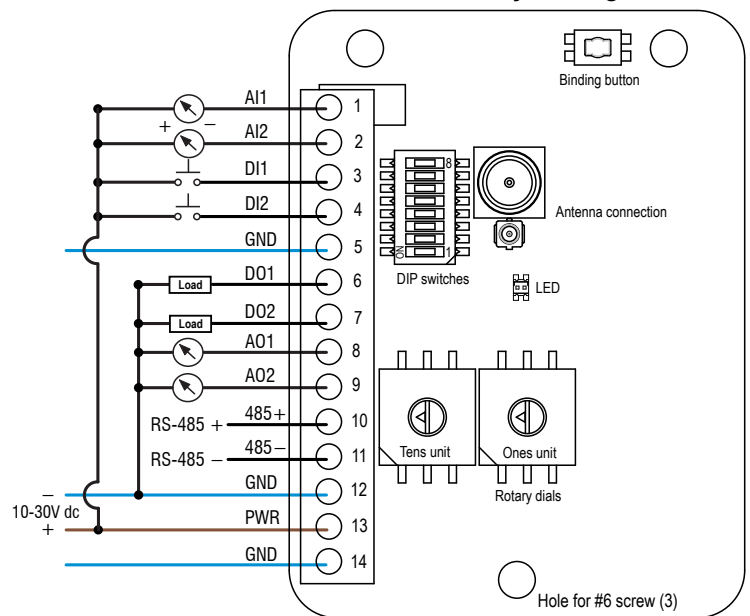 Binding button
AI1
1
+ −
AI2
2
DI1
3
8
DI2
4
Antenna connection
GND
5
ON
1
DIP switches
Load
DO1
6
LED
Load
DO2
7
AO1
8
AO2
9
RS-485 +
485+
10
RS-485 −
485−
11
Tens unit
Ones unit
Rotary dials
−
GND
12
10-30V dc
+
PWR
13
GND
14
Hole for #6 screw (3)